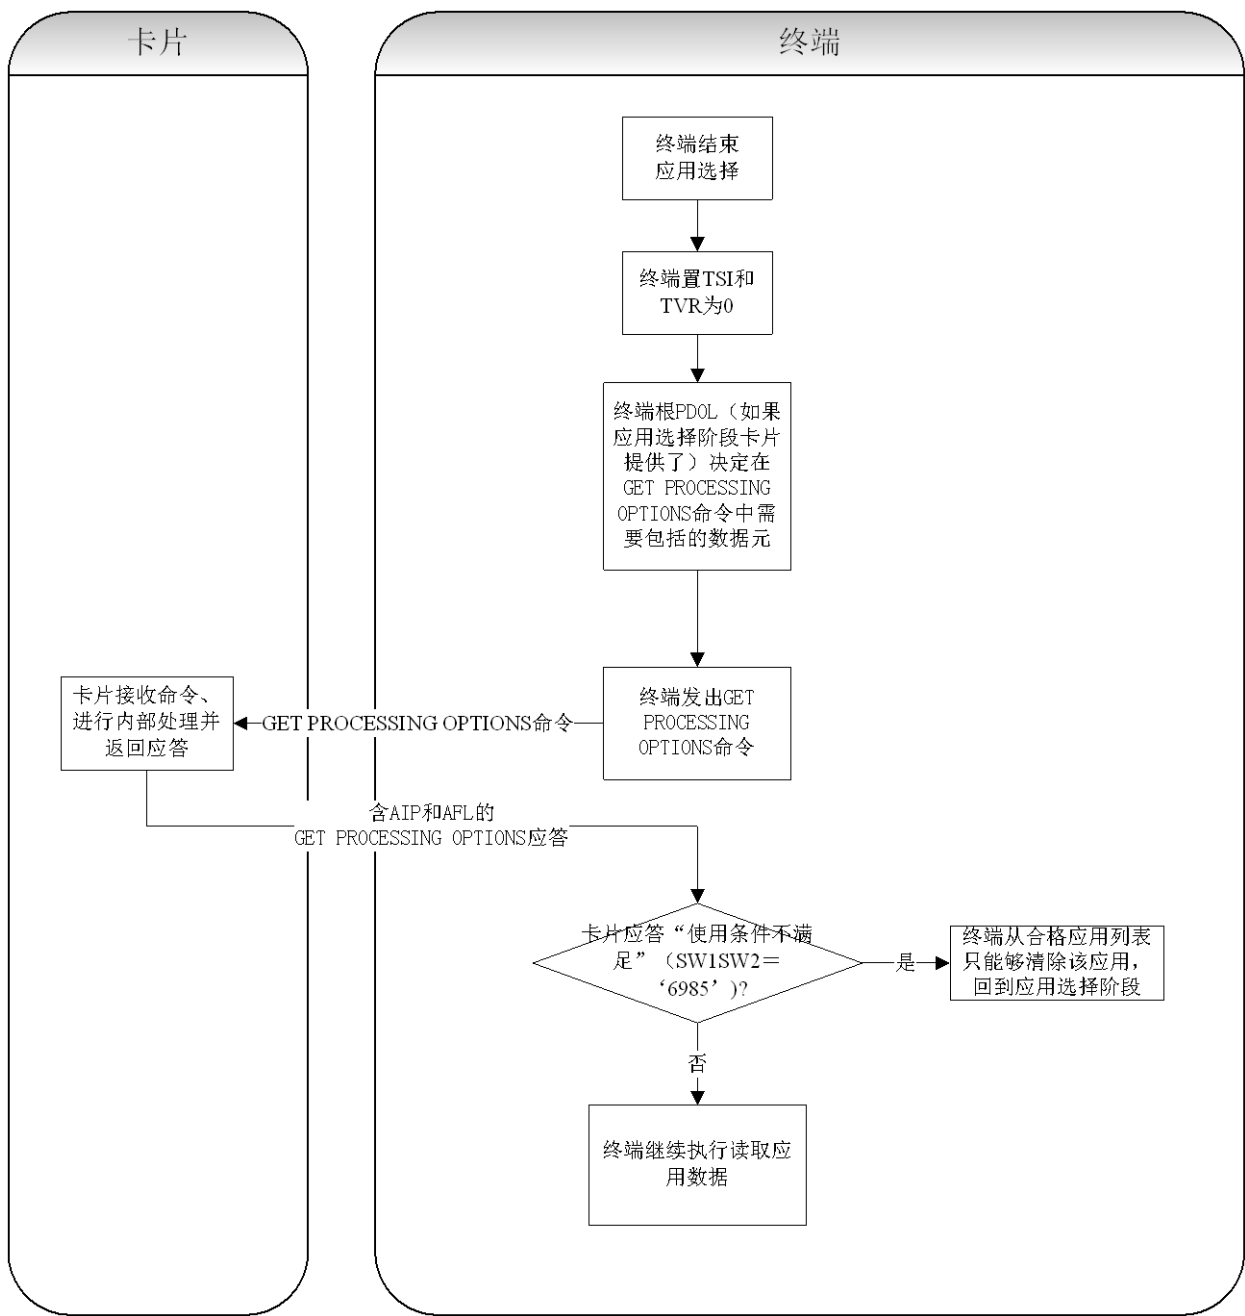 卡片
终端
终端结束
应用选择
终端置TSI和
TVR为0
终端根PDOL（如果
应用选择阶段卡片
提供了）决定在
GET PROCESSING
OPTIONS命令中需
要包括的数据元
终端发出GET
PROCESSING
OPTIONS命令
GET PROCESSING OPTIONS命令
卡片接收命令、
进行内部处理并
返回应答
含AIP和AFL的
GET PROCESSING OPTIONS应答
卡片应答“使用条件不满
足”（SW1SW2＝
‘6985’)?
是
终端从合格应用列表
只能够清除该应用，
回到应用选择阶段
否
终端继续执行读取应
用数据